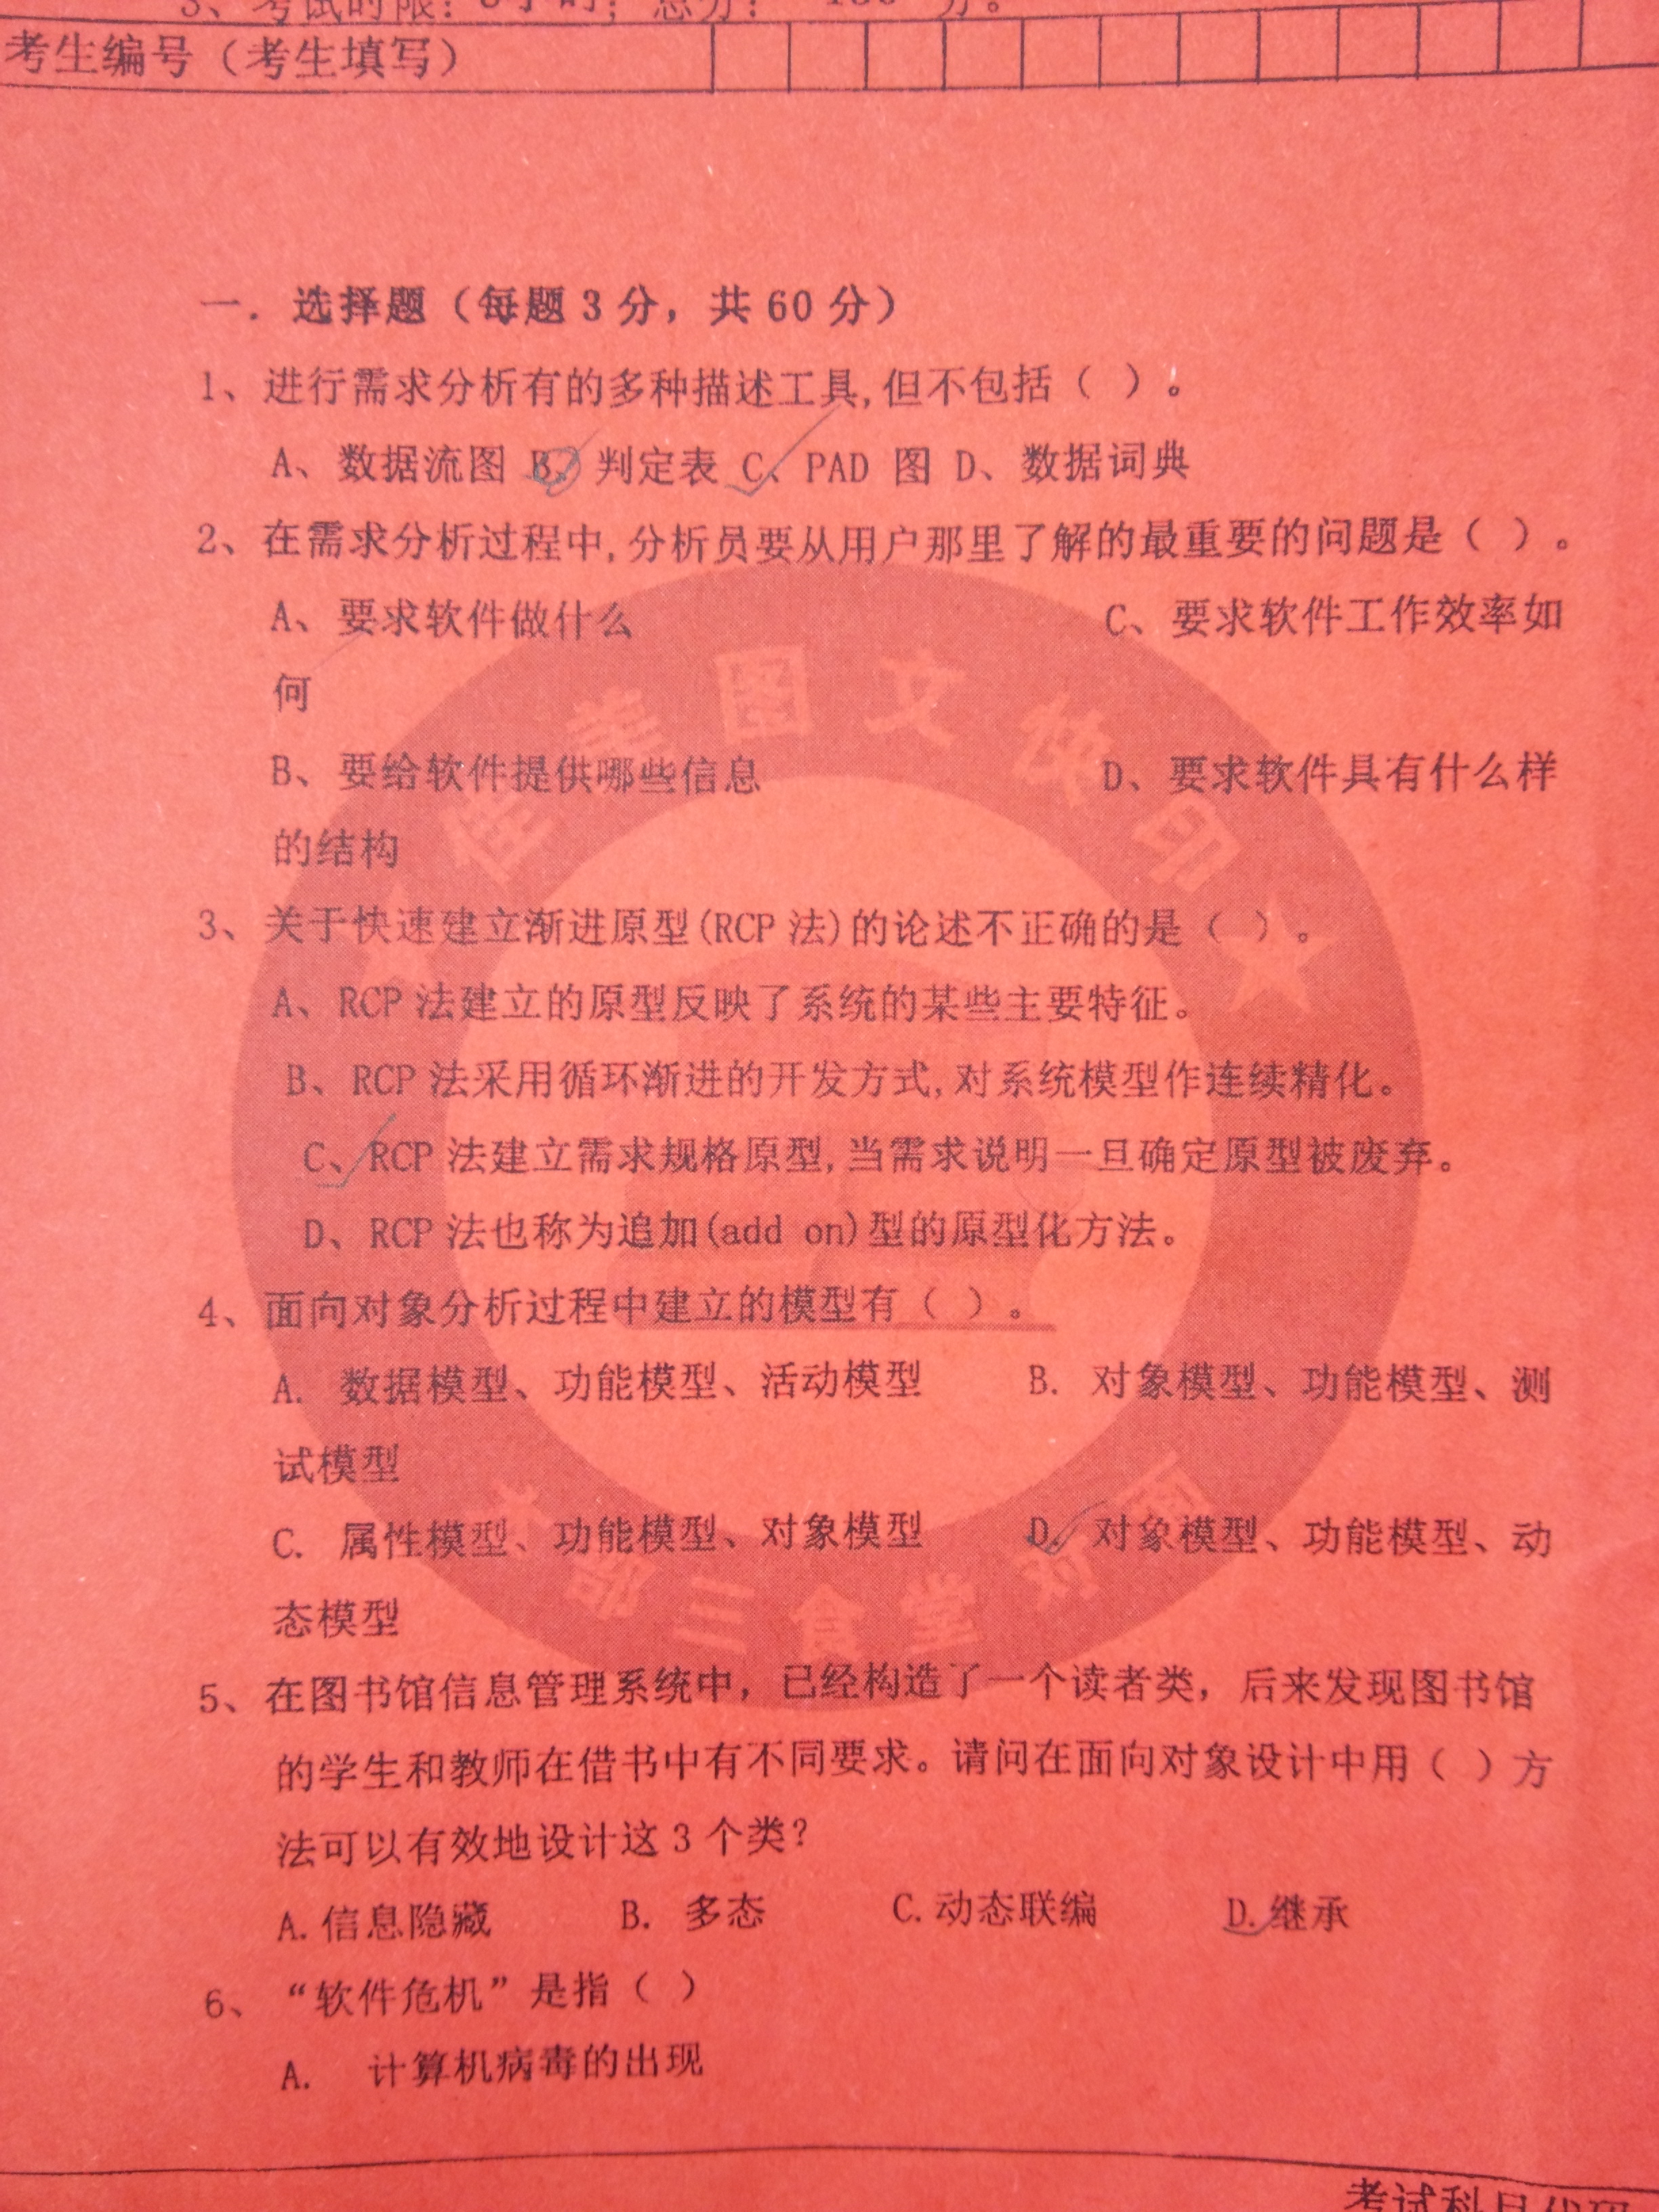 3、考试时限：3小时；总分： 150 分。
考生编号（考生填写）
一．选择题（每题3分，共60分）
1、进行需求分析有的多种描述工具,但不包括（ ）。
A、数据流图 B、判定表 C、PAD 图 D、数据词典
2、在需求分析过程中,分析员要从用户那里了解的最重要的问题是（ ）。
A、要求软件做什么 C、要求软件工作效率如
何
B、要给软件提供哪些信息 D、要求软件具有什么样
的结构
3、关于快速建立渐进原型(RCP 法)的论述不正确的是（ ）。
A、RCP 法建立的原型反映了系统的某些主要特征。
B、RCP 法采用循环渐进的开发方式,对系统模型作连续精化。
C、RCP 法建立需求规格原型,当需求说明一旦确定原型被废弃。
D、RCP 法也称为追加(add on)型的原型化方法。
4、面向对象分析过程中建立的模型有（ ）。
A. 数据模型、功能模型、活动模型 B. 对象模型、功能模型、测
试模型
C. 属性模型、功能模型、对象模型 D. 对象模型、功能模型、动
态模型
5、在图书馆信息管理系统中，已经构造了一个读者类，后来发现图书馆
的学生和教师在借书中有不同要求。请问在面向对象设计中用（ ）方
法可以有效地设计这 3 个类？
A.信息隐藏 B. 多态 C.动态联编 D.继承
6、“软件危机”是指（ ）
A. 计算机病毒的出现
考试科目代码
佳美图文快印
部三食堂对面